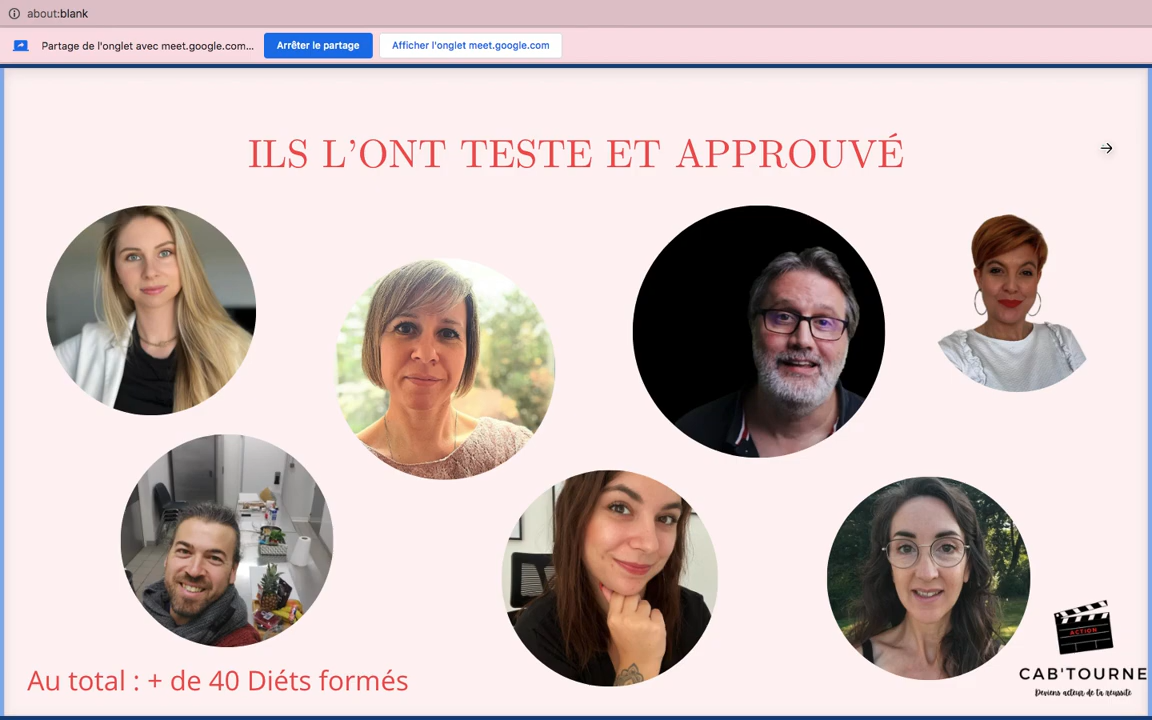 about:blank
Partage de l'onglet avec meet.google.com...
Arrêter le partage
Afficher l'onglet meet.google.com
ILS L'ONT TESTE ET APPROUVÉ
Au total : + de 40 Diéts formés
ACTION
CAB'TOURNE
Deviens acteur de ta réussite